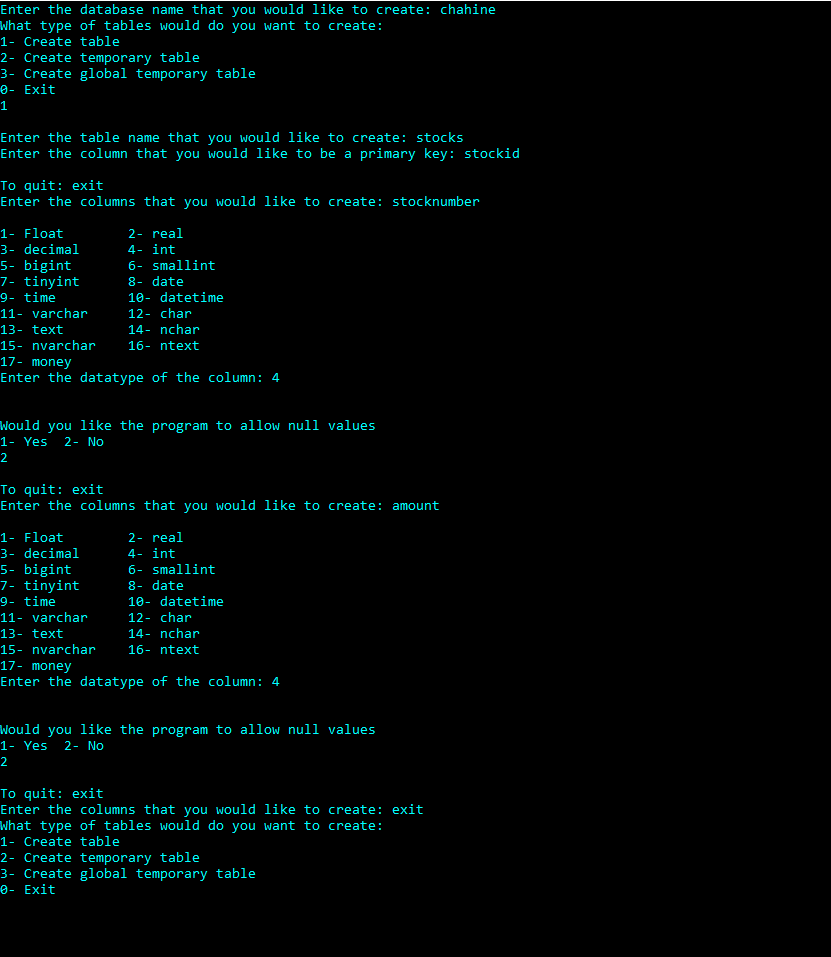 Enter the database name that you would like to create: chahine
What type of tables would do you want to create:
1- Create table
2- Create temporary table
3- Create global temporary table
0- Exit
1
Enter the table name that you would like to create: stocks
Enter the column that you would like to be a primary key: stockid
To quit: exit
Enter the columns that you would like to create: stocknumber
1- Float        2- real
3- decimal      4- int
5- bigint       6- smallint
7- tinyint      8- date
9- time         10- datetime
11- varchar     12- char
13- text        14- nchar
15- nvarchar    16- ntext
17- money
Enter the datatype of the column: 4
Would you like the program to allow null values
1- Yes  2- No
2
To quit: exit
Enter the columns that you would like to create: amount
1- Float        2- real
3- decimal      4- int
5- bigint       6- smallint
7- tinyint      8- date
9- time         10- datetime
11- varchar     12- char
13- text        14- nchar
15- nvarchar    16- ntext
17- money
Enter the datatype of the column: 4
Would you like the program to allow null values
1- Yes  2- No
2
To quit: exit
Enter the columns that you would like to create: exit
What type of tables would do you want to create:
1- Create table
2- Create temporary table
3- Create global temporary table
0- Exit